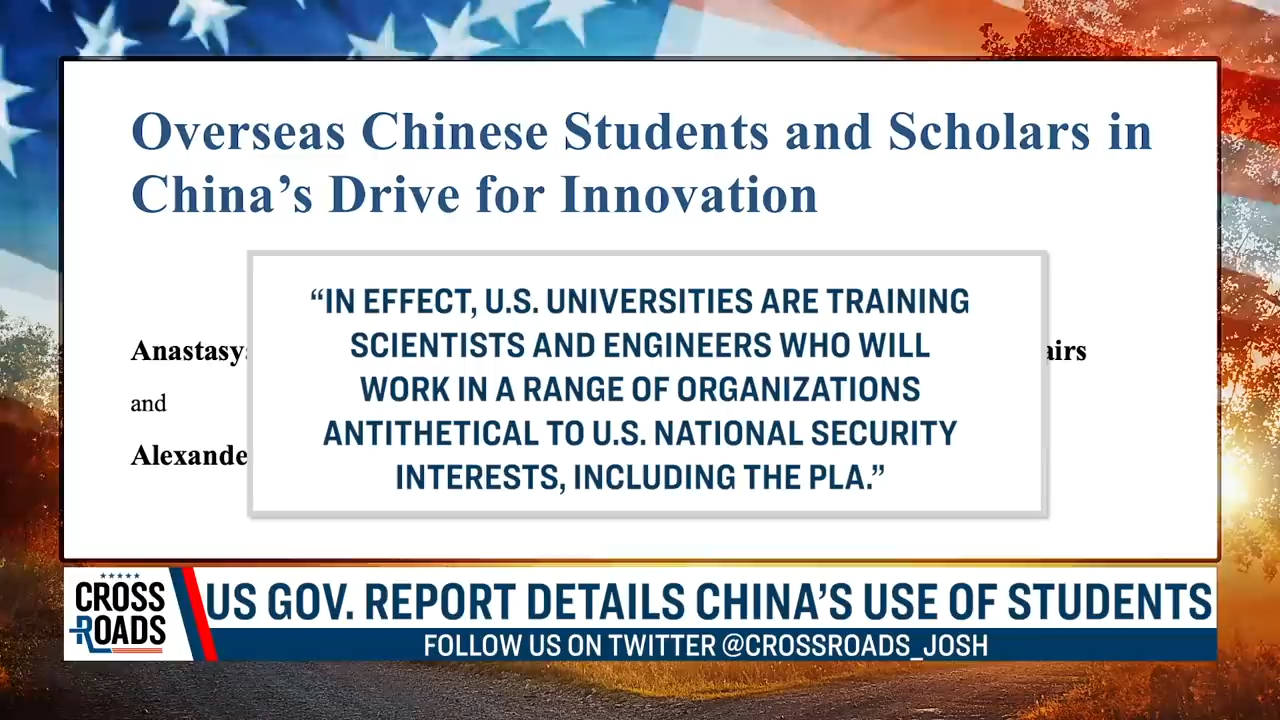 Overseas Chinese Students and Scholars in
China’s Drive for Innovation
“IN EFFECT, U.S. UNIVERSITIES ARE TRAINING
SCIENTISTS AND ENGINEERS WHO WILL
WORK IN A RANGE OF ORGANIZATIONS
ANTITHETICAL TO U.S. NATIONAL SECURITY
INTERESTS, INCLUDING THE PLA.”
and
CROSS
ROADS
US GOV. REPORT DETAILS CHINA’S USE OF STUDENTS
FOLLOW US ON TWITTER @CROSSROADS_JOSH